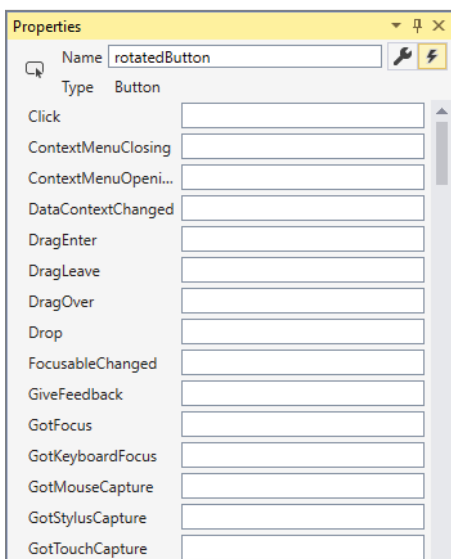 Properties
Name rotatedButton
Type Button
Click
ContextMenuClosing
ContextMenuOpeni...
DataContextChanged
DragEnter
DragLeave
DragOver
Drop
FocusableChanged
GiveFeedback
GotFocus
GotKeyboardFocus
GotMouseCapture
GotStylusCapture
GotTouchCapture